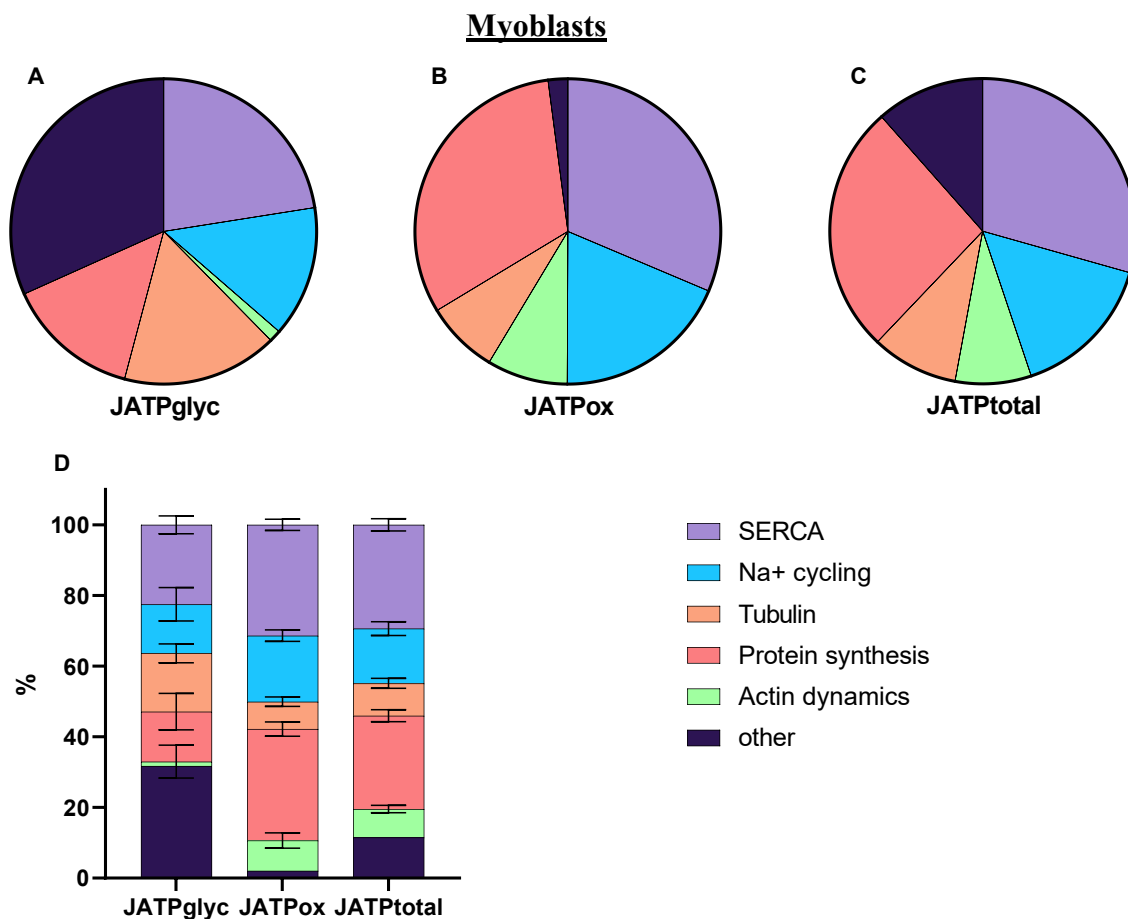 Myoblasts
A
B
C
JATPglyc
JATPox
JATPtotal
D
%
100
80
60
40
20
0
JATPglyc JATPox JATPtotal
SERCA
Na+ cycling
Tubulin
Protein synthesis
Actin dynamics
other